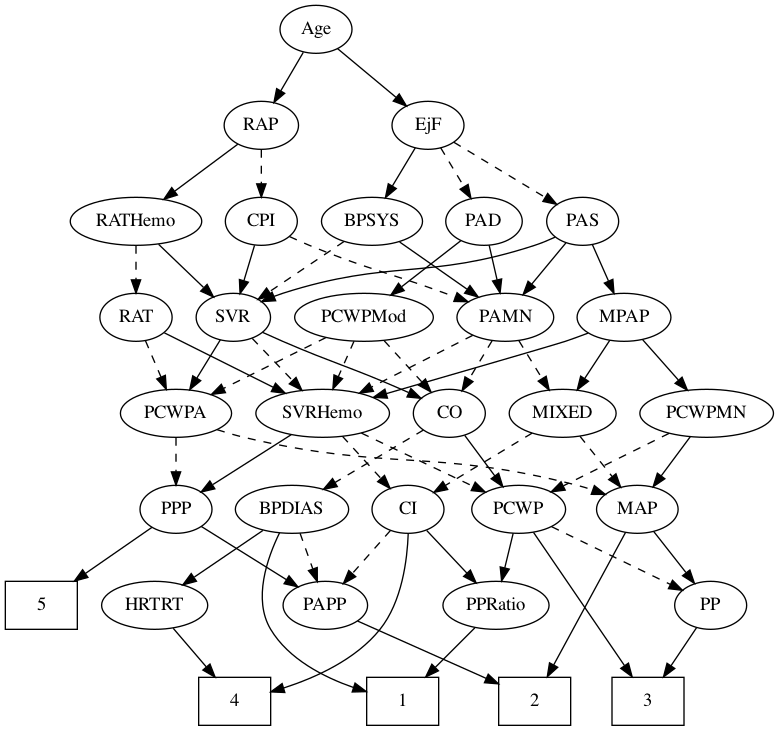 Age
RAP
EjF
RATHemo
CPI
BPSYS
PAD
PAS
RAT
SVR
PCWPMod
PAMN
MPAP
PCWPA
SVRHemo
CO
MIXED
PCWPMN
PPP
BPDIAS
CI
PCWP
MAP
5
HRTRT
PAPP
PPRatio
PP
4
1
2
3